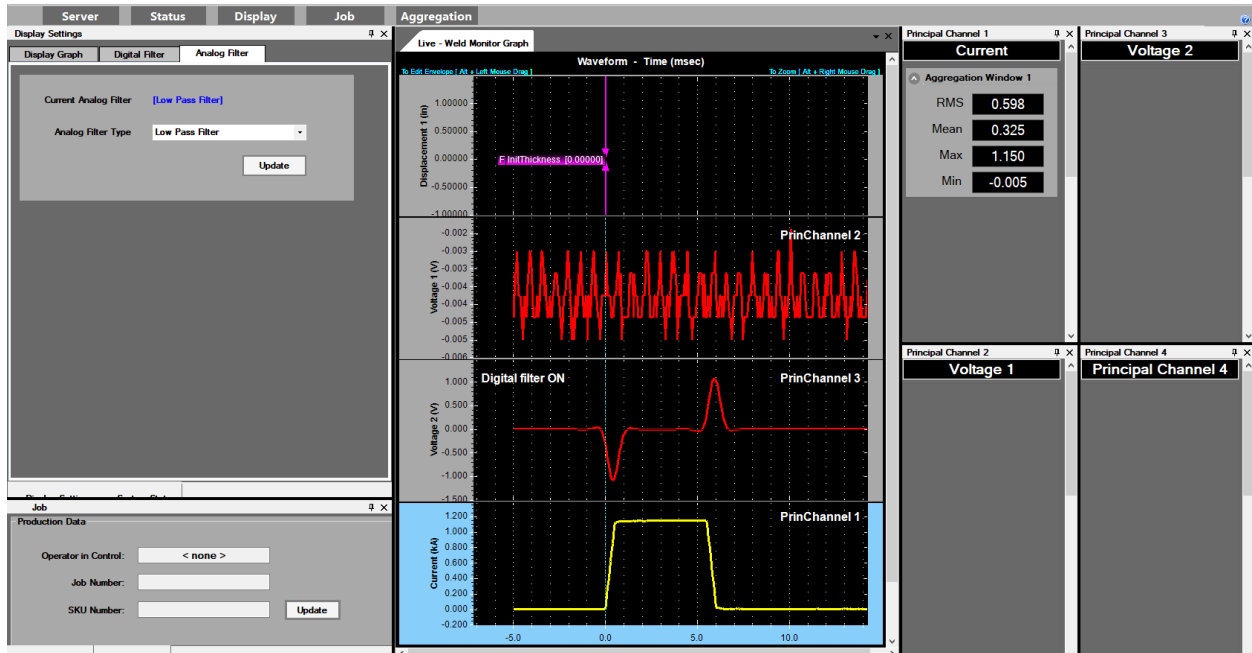 Server Status Display Job Aggregation
Display Settings
Display Graph Digital Filter Analog Filter
Current Analog Filter [Low Pass Filter]
Analog Filter Type Low Pass Filter
Update
Job
Production Data
Operator in Control: < none >
Job Number:
SKU Number: Update
Live - Weld Monitor Graph
Waveform - Time (msec)
To Edit Envelope [ Alt + Left Mouse Drag ] To Zoom [ Alt + Right Mouse Drag ]
Displacement 1 (in)
1.00000
0.50000
0.00000
-0.50000
-1.00000
F InitThickness [0.00000]
PrinChannel 2
Voltage 1 (V)
-0.002
-0.003
-0.003
-0.004
-0.004
-0.005
-0.005
-0.006
Digital filter ON PrinChannel 3
Voltage 2 (V)
1.000
0.500
0.000
-0.500
-1.000
-1.500
PrinChannel 1
Current (kA)
1.200
1.000
0.800
0.600
0.400
0.200
0.000
-0.200
-5.0 0.0 5.0 10.0
Principal Channel 1
Current
Aggregation Window 1
RMS 0.598
Mean 0.325
Max 1.150
Min -0.005
Principal Channel 3
Voltage 2
Principal Channel 2
Voltage 1
Principal Channel 4
Principal Channel 4